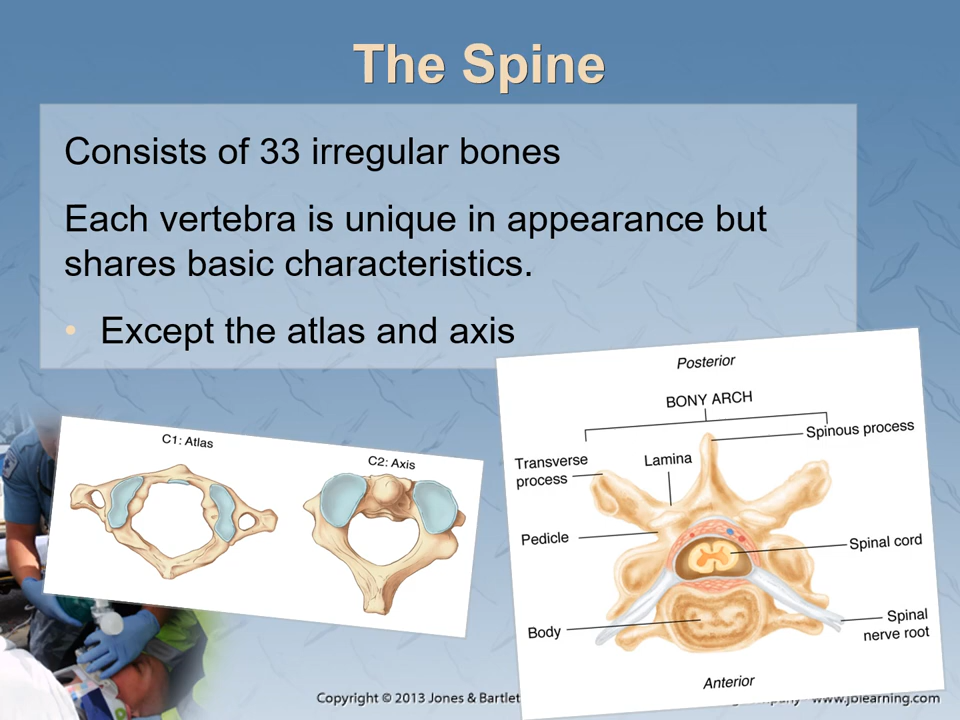 The Spine
Consists of 33 irregular bones
Each vertebra is unique in appearance but
shares basic characteristics.
• Except the atlas and axis
C1: Atlas
C2: Axis
Posterior
BONY ARCH
Spinous process
Transverse
process
Lamina
Pedicle
Spinal cord
Body
Spinal
nerve root
Anterior
Copyright © 2013 Jones & Bartlet
www.jblearning.com